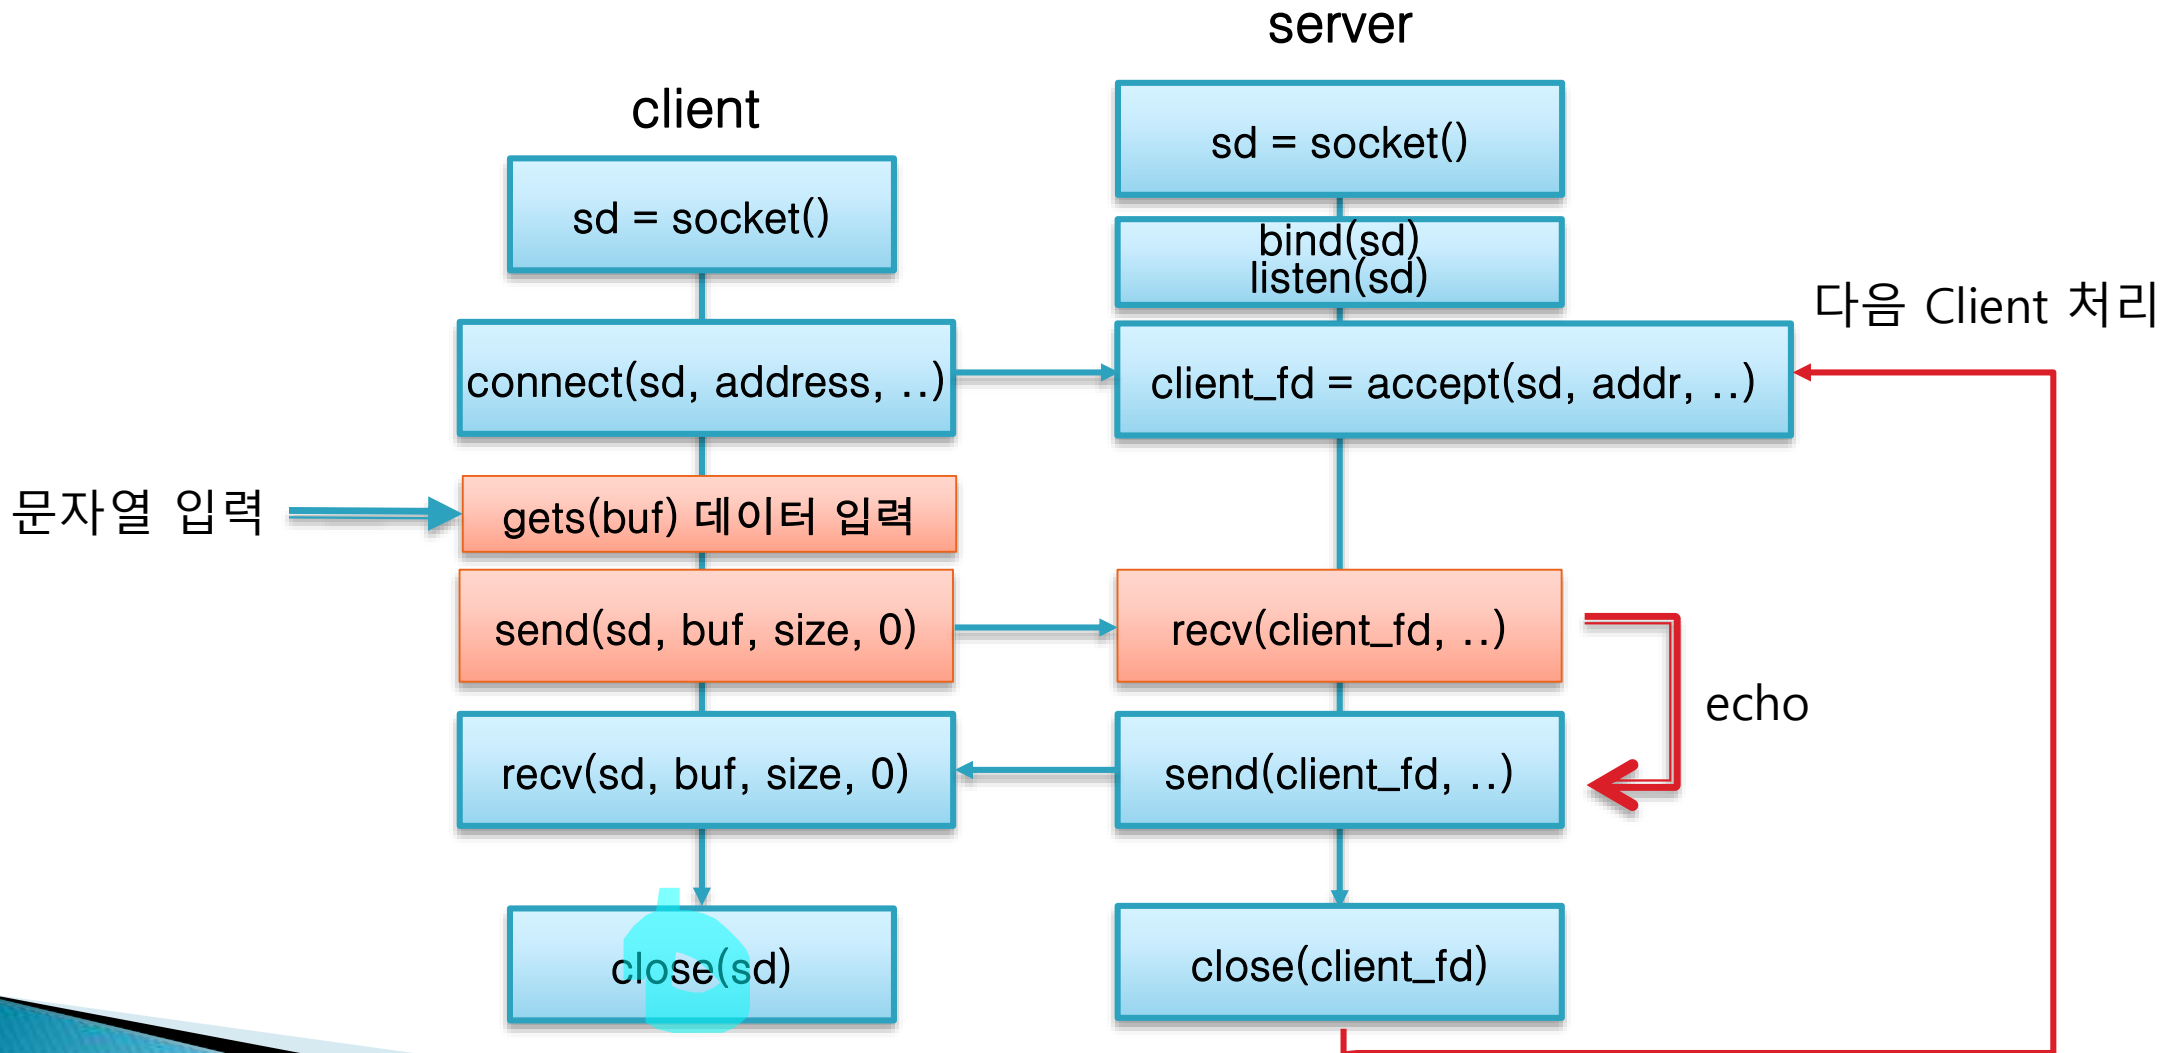 server
client
sd = socket()
sd = socket()
bind(sd)
listen(sd)
다음 Client 처리
connect(sd, address, ..)
client_fd = accept(sd, addr, ..)
문자열 입력
gets(buf) 데이터 입력
send(sd, buf, size, 0)
recv(client_fd, ..)
echo
recv(sd, buf, size, 0)
send(client_fd, ..)
close(sd)
close(client_fd)